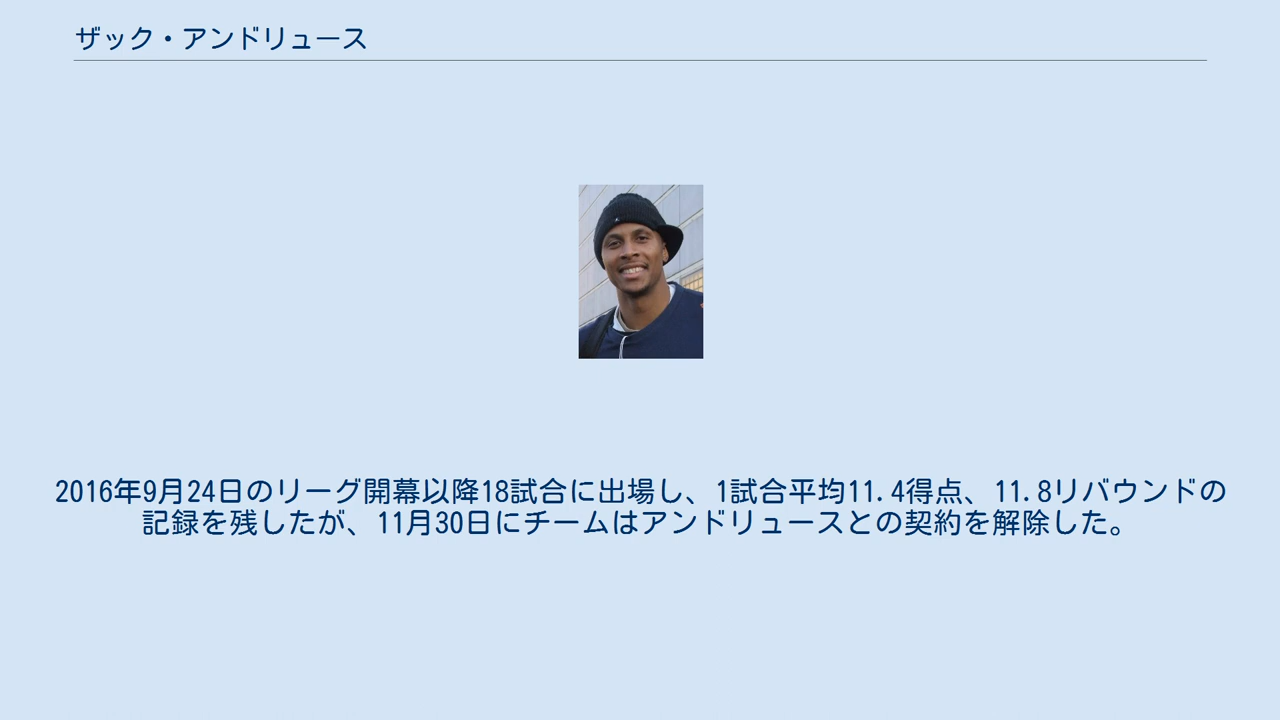 ザック・アンドリュース
2016年9月24日のリーグ開幕以降18試合に出場し、1試合平均11.4得点、11.8リバウンドの
記録を残したが、11月30日にチームはアンドリュースとの契約を解除した。